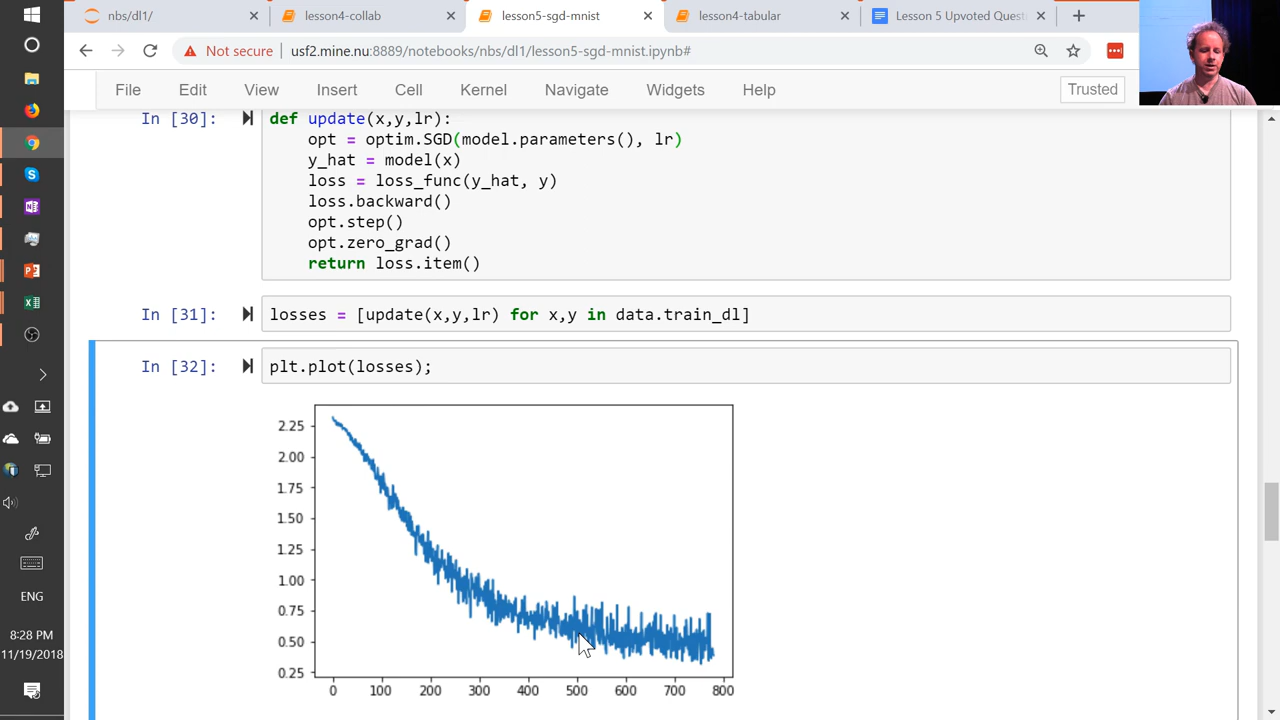 nbs/dl1/
lesson4-collab
lesson5-sgd-mnist
lesson4-tabular
Lesson 5 Upvoted Quest
Not secure
usf2.mine.nu:8889/notebooks/nbs/dl1/lesson5-sgd-mnist.ipynb#
File
Edit
View
Insert
Cell
Kernel
Navigate
Widgets
Help
Trusted
In [30]:
def update(x,y,lr):
    opt = optim.SGD(model.parameters(), lr)
    y_hat = model(x)
    loss = loss_func(y_hat, y)
    loss.backward()
    opt.step()
    opt.zero_grad()
    return loss.item()
In [31]:
losses = [update(x,y,lr) for x,y in data.train_dl]
In [32]:
plt.plot(losses);
2.25
2.00
1.75
1.50
1.25
1.00
0.75
0.50
0.25
0 100 200 300 400 500 600 700 800
ENG
8:28 PM
11/19/2018